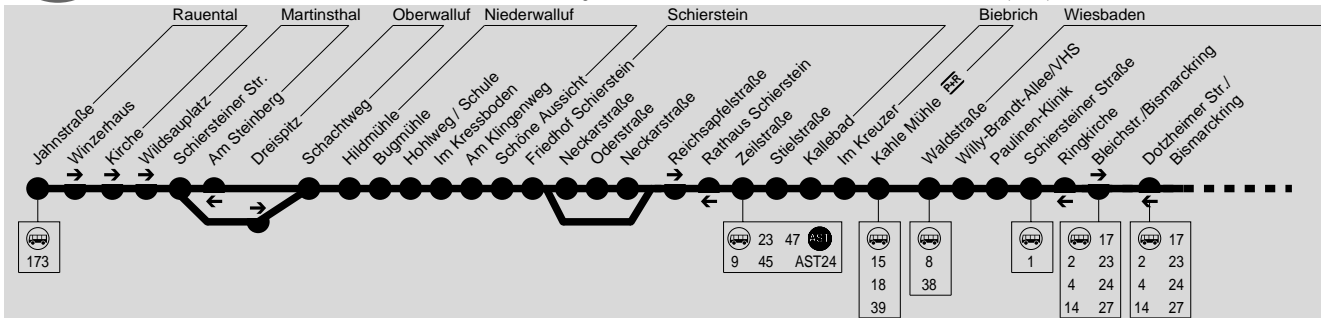 Rauental
Martinsthal
Oberwalluf
Niederwalluf
Schierstein
Biebrich
Wiesbaden
Jahnstraße
Winzerhaus
Kirche
Wildsauplatz
Schiersteiner Str.
Am Steinberg
Dreispitz
Schachtweg
Hildmühle
Bugmühle
Hohlweg / Schule
Im Kressboden
Am Klingenweg
Schöne Aussicht
Friedhof Schierstein
Neckarstraße
Oderstraße
Neckarstraße
Reichsapfelstraße
Rathaus Schierstein
Zeilstraße
Stielstraße
Kallebad
Im Kreuzer
Kahle Mühle P+R
Waldstraße
Willy-Brandt-Allee/VHS
Paulinen-Klinik
Schiersteiner Straße
Ringkirche
Bleichstr./Bismarckring
Dotzheimer Str./
Bismarckring
173
23 47 AST
9 45 AST24
15
18
39
8
38
1
17
2 23
4 24
14 27
17
2 23
4 24
14 27